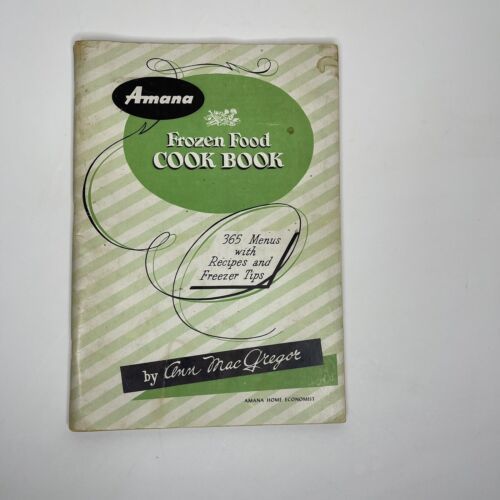 Amana
Frozen Food
COOK BOOK
365 Menus
with
Recipes and
Freezer Tips
by Ann MacGregor
AMANA HOME ECONOMIST